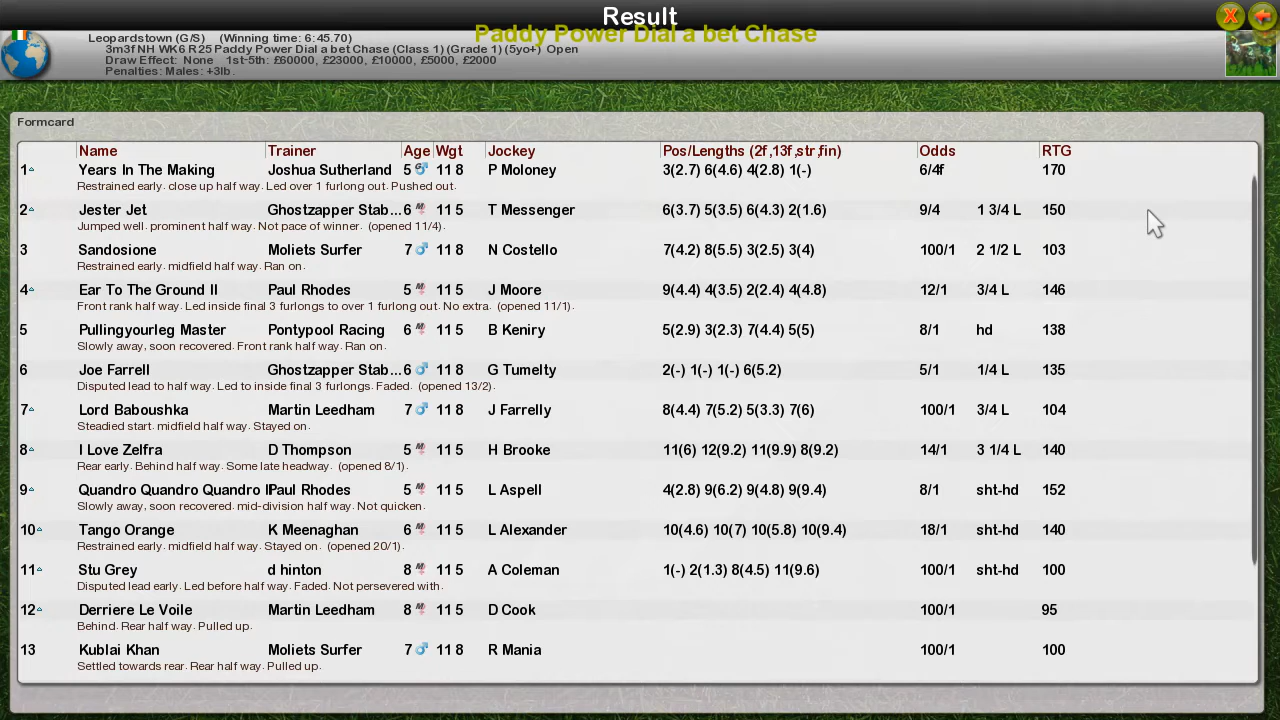 Result
Paddy Power Dial a bet Chase
Leopardstown (G/S) (Winning time: 6:45.70)
3m3f NH WK6 R25 Paddy Power Dial a bet Chase (Class 1) (Grade 1) (5yo+) Open
Draw Effect: None 1st-5th: £60000, £23000, £10000, £5000, £2000
Penalties: Males: +3lb.
Formcard
Name Trainer Age Wgt Jockey Pos/Lengths (2f,13f,str,fin) Odds RTG
1 Years In The Making Joshua Sutherland 5 11 8 P Moloney 3(2.7) 6(4.6) 4(2.8) 1(-) 6/4f 170
Restrained early. close up half way. Led over 1 furlong out. Pushed out.
2 Jester Jet Ghostzapper Stab... 6 11 5 T Messenger 6(3.7) 5(3.5) 6(4.3) 2(1.6) 9/4 1 3/4 L 150
Jumped well. prominent half way. Not pace of winner. (opened 11/4).
3 Sandosione Moliets Surfer 7 11 8 N Costello 7(4.2) 8(5.5) 3(2.5) 3(4) 100/1 2 1/2 L 103
Restrained early. midfield half way. Ran on.
4 Ear To The Ground II Paul Rhodes 5 11 5 J Moore 9(4.4) 4(3.5) 2(2.4) 4(4.8) 12/1 3/4 L 146
Front rank half way. Led inside final 3 furlongs to over 1 furlong out. No extra. (opened 11/1).
5 Pullingyourleg Master Pontypool Racing 6 11 5 B Keniry 5(2.9) 3(2.3) 7(4.4) 5(5) 8/1 hd 138
Slowly away, soon recovered. Front rank half way. Ran on.
6 Joe Farrell Ghostzapper Stab... 6 11 8 G Tumelty 2(-) 1(-) 1(-) 6(5.2) 5/1 1/4 L 135
Disputed lead to half way. Led to inside final 3 furlongs. Faded. (opened 13/2).
7 Lord Baboushka Martin Leedham 7 11 8 J Farrelly 8(4.4) 7(5.2) 5(3.3) 7(6) 100/1 3/4 L 104
Steadied start. midfield half way. Stayed on.
8 I Love Zelfra D Thompson 5 11 5 H Brooke 11(6) 12(9.2) 11(9.9) 8(9.2) 14/1 3 1/4 L 140
Rear early. Behind half way. Some late headway. (opened 8/1).
9 Quandro Quandro Quandro II Paul Rhodes 5 11 5 L Aspell 4(2.8) 9(6.2) 9(4.8) 9(9.4) 8/1 sht-hd 152
Slowly away, soon recovered. mid-division half way. Not quicken.
10 Tango Orange K Meenaghan 6 11 5 L Alexander 10(4.6) 10(7) 10(5.8) 10(9.4) 18/1 sht-hd 140
Restrained early. midfield half way. Stayed on. (opened 20/1).
11 Stu Grey d hinton 8 11 5 A Coleman 1(-) 2(1.3) 8(4.5) 11(9.6) 100/1 sht-hd 100
Disputed lead early. Led before half way. Faded. Not persevered with.
12 Derriere Le Voile Martin Leedham 8 11 5 D Cook 100/1 95
Behind. Rear half way. Pulled up.
13 Kublai Khan Moliets Surfer 7 11 8 R Mania 100/1 100
Settled towards rear. Rear half way. Pulled up.